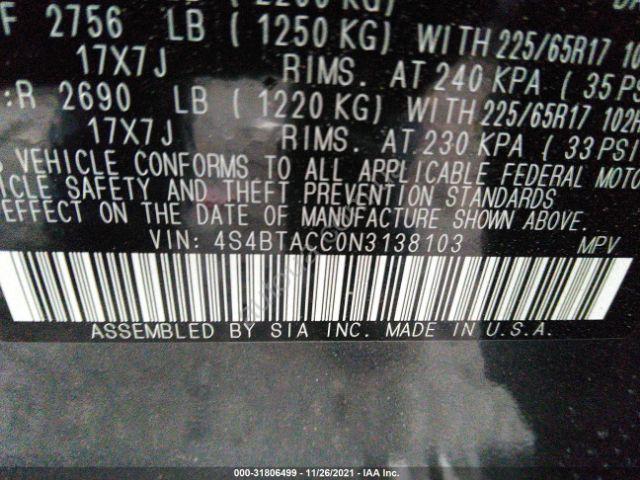 F 2756 LB ( 1250 KG) WITH 225/65R17
17X7J RIMS. AT 240 KPA ( 35 PS
:R 2690 LB ( 1220 KG) WITH 225/65R17 102
17X7J RIMS. AT 230 KPA ( 33 PSI
VEHICLE CONFORMS TO ALL APPLICABLE FEDERAL MOTO
ICLE SAFETY AND THEFT PREVENTION STANDARDS
EFFECT ON THE DATE OF MANUFACTURE SHOWN ABOVE.
VIN: 4S4BTACC0N3138103 MPV
ASSEMBLED BY SIA INC. MADE IN U.S.A.
000-31806499 - 11/26/2021 - IAA Inc.